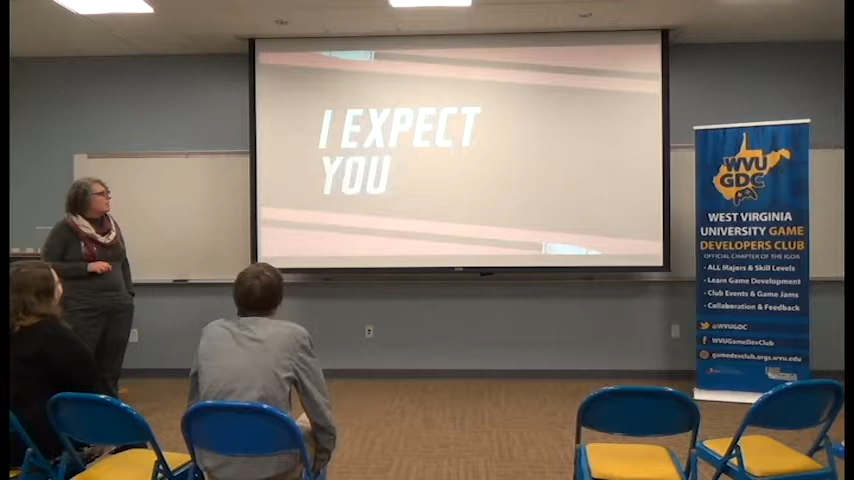 I EXPECT
YOU
WVU
GDC
WEST VIRGINIA
UNIVERSITY GAME
DEVELOPERS CLUB
OFFICIAL CHAPTER OF THE IGDA
• ALL Majors & Skill Levels
• Learn Game Development
• Club Events & Game Jams
• Collaboration & Feedback
@WVUGDC
WVUGameDevClub
gamedevclub.orgs.wvu.edu